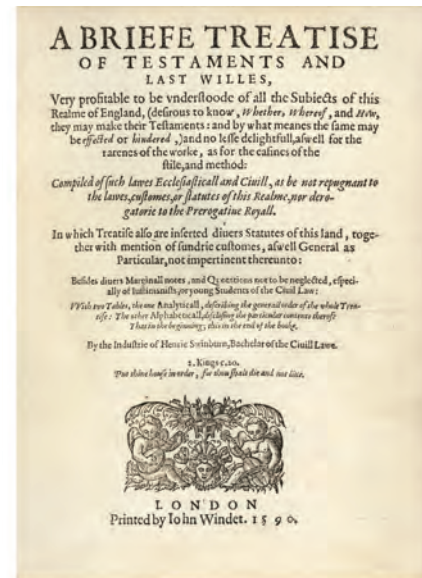 A BRIEFE TREATISE
OF TESTAMENTS AND
LAST WILLES,
Very profitable to be vnderstoode of all the Subiects of this
Realme of England, (desirous to know, Whether, Whereof, and How,
they may make their Testaments: and by what meanes the same may
be effected or hindered,) and no lesse delightfull, aswell for the
rarenes of the worke, as for the easines of the
stile, and method:
Compiled of such lawes Ecclesiasticall and Ciuill, as be not repugnant to
the lawes, customes, or statutes of this Realme, nor dero-
gatorie to the Prerogatiue Royall.
In which Treatise also are inserted diuers Statutes of this land, toge-
ther with mention of sundrie customes, aswell General as
Particular, not impertinent thereunto:
Besides diuers Marginall notes, and Quæstions not to be neglected, especi-
ally of Iustinianists, or young Students of the Ciuil Law:
VVith two Tables, the one Analyticall, describing the generall order of the whole Trea-
tise: The other Alphabeticall, disclosing the particular contents thereof
That in the beginning; this in the end of the booke.
By the Industrie of Henrie Swinburn, Bachelar of the Ciuill Lawe.
2. Kings c. 20.
Put thine house in order, for thou shalt die and not liue.
LONDON
Printed by Iohn Windet. 1590.